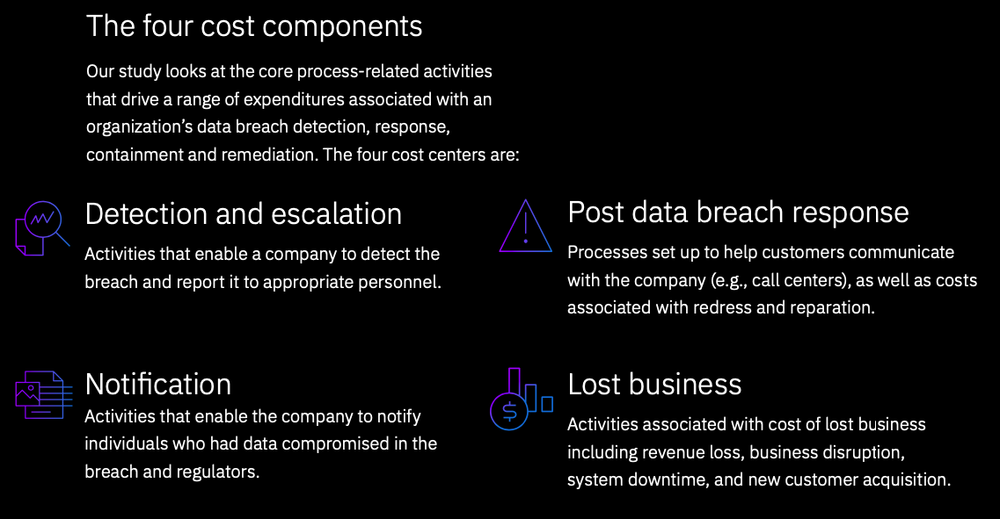 The four cost components
Our study looks at the core process-related activities
that drive a range of expenditures associated with an
organization’s data breach detection, response,
containment and remediation. The four cost centers are:
Detection and escalation
Activities that enable a company to detect the
breach and report it to appropriate personnel.
Post data breach response
Processes set up to help customers communicate
with the company (e.g., call centers), as well as costs
associated with redress and reparation.
Notification
Activities that enable the company to notify
individuals who had data compromised in the
breach and regulators.
$
Lost business
Activities associated with cost of lost business
including revenue loss, business disruption,
system downtime, and new customer acquisition.